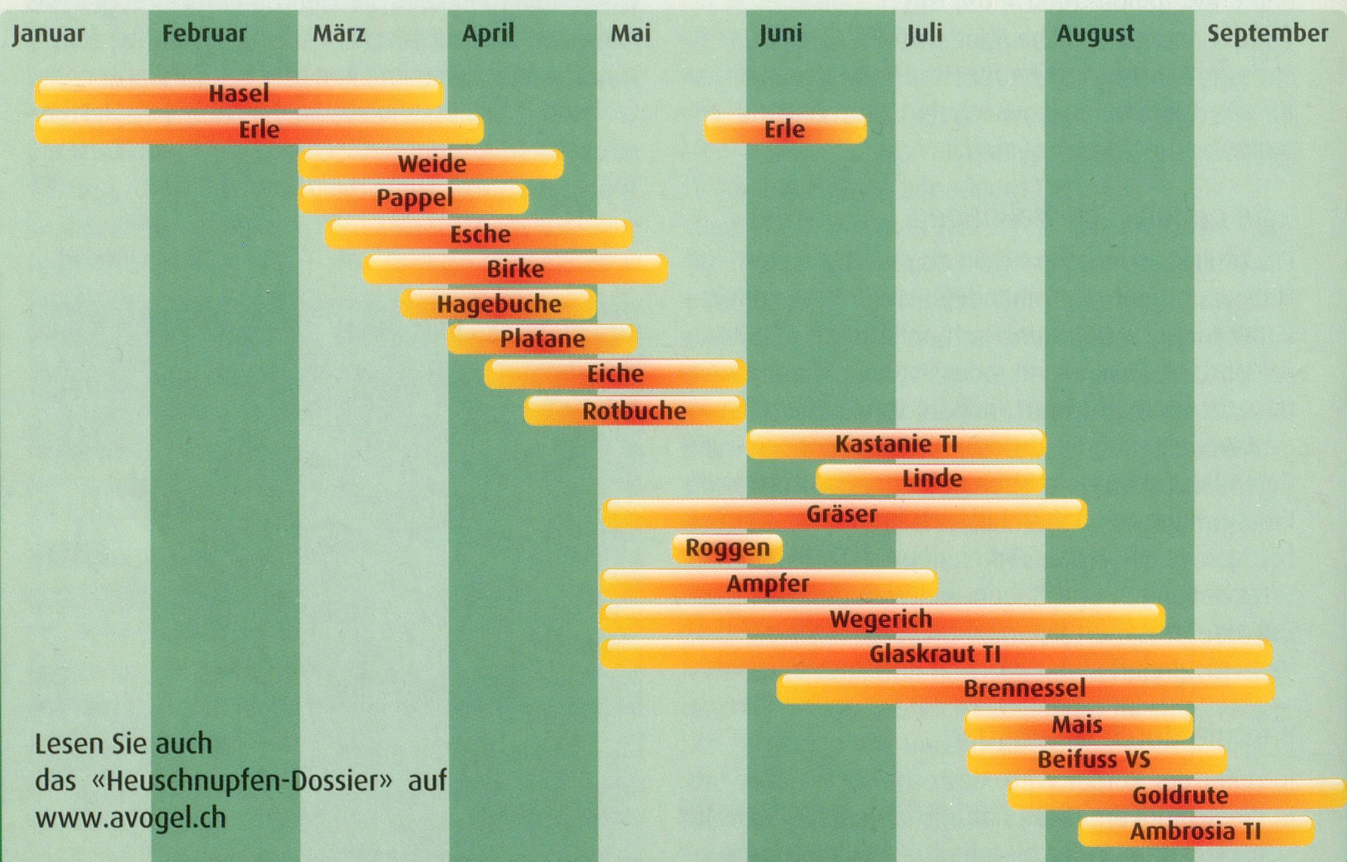 Januar Februar März April Mai Juni Juli August September
Hasel
Erle Erle
Weide
Pappel
Esche
Birke
Hagebuche
Platane
Eiche
Rotbuche
Kastanie TI
Linde
Gräser
Roggen
Ampfer
Wegerich
Glaskraut TI
Brennessel
Mais
Beifuss VS
Goldrute
Ambrosia TI
Lesen Sie auch
das «Heuschnupfen-Dossier» auf
www.avogel.ch